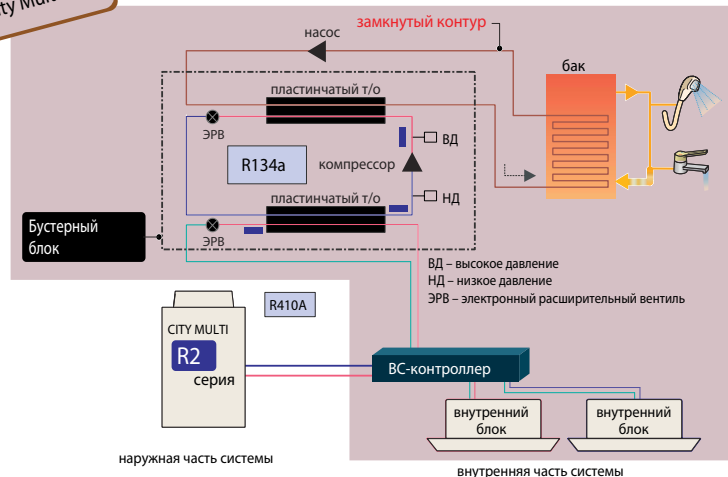 City Multi
насос
замкнутый контур
бак
пластинчатый т/о
ЭРВ
ВД
R134a
компрессор
пластинчатый т/о
НД
Бустерный
блок
ЭРВ
ВД – высокое давление
НД – низкое давление
ЭРВ – электронный расширительный вентиль
R410A
CITY MULTI
R2
серия
BC-контроллер
внутренний
блок
внутренний
блок
наружная часть системы
внутренняя часть системы